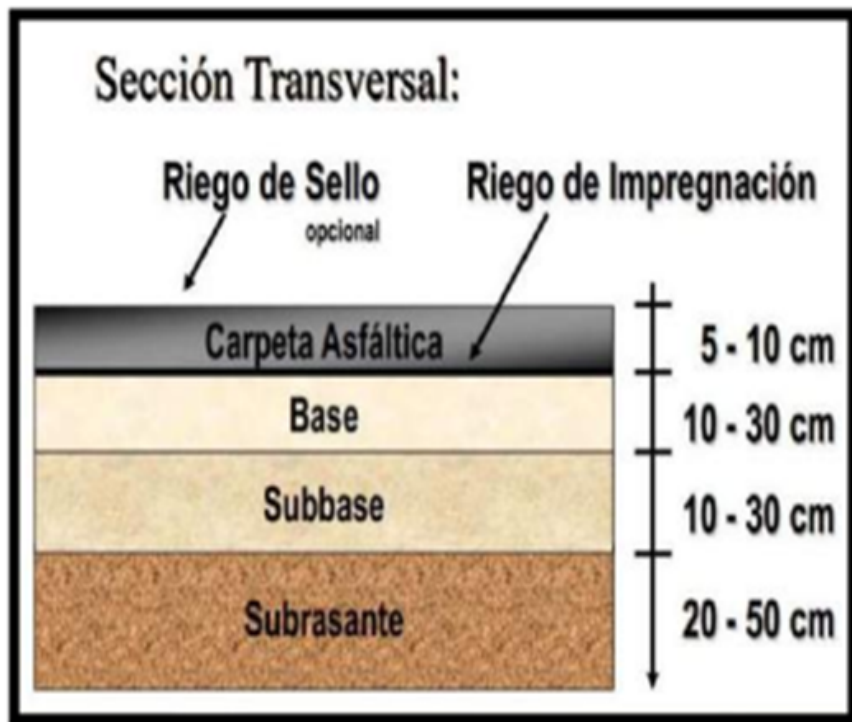 Sección Transversal:
Riego de Sello
opcional
Riego de Impregnación
Carpeta Asfáltica
5 - 10 cm
Base
10 - 30 cm
Subbase
10 - 30 cm
Subrasante
20 - 50 cm